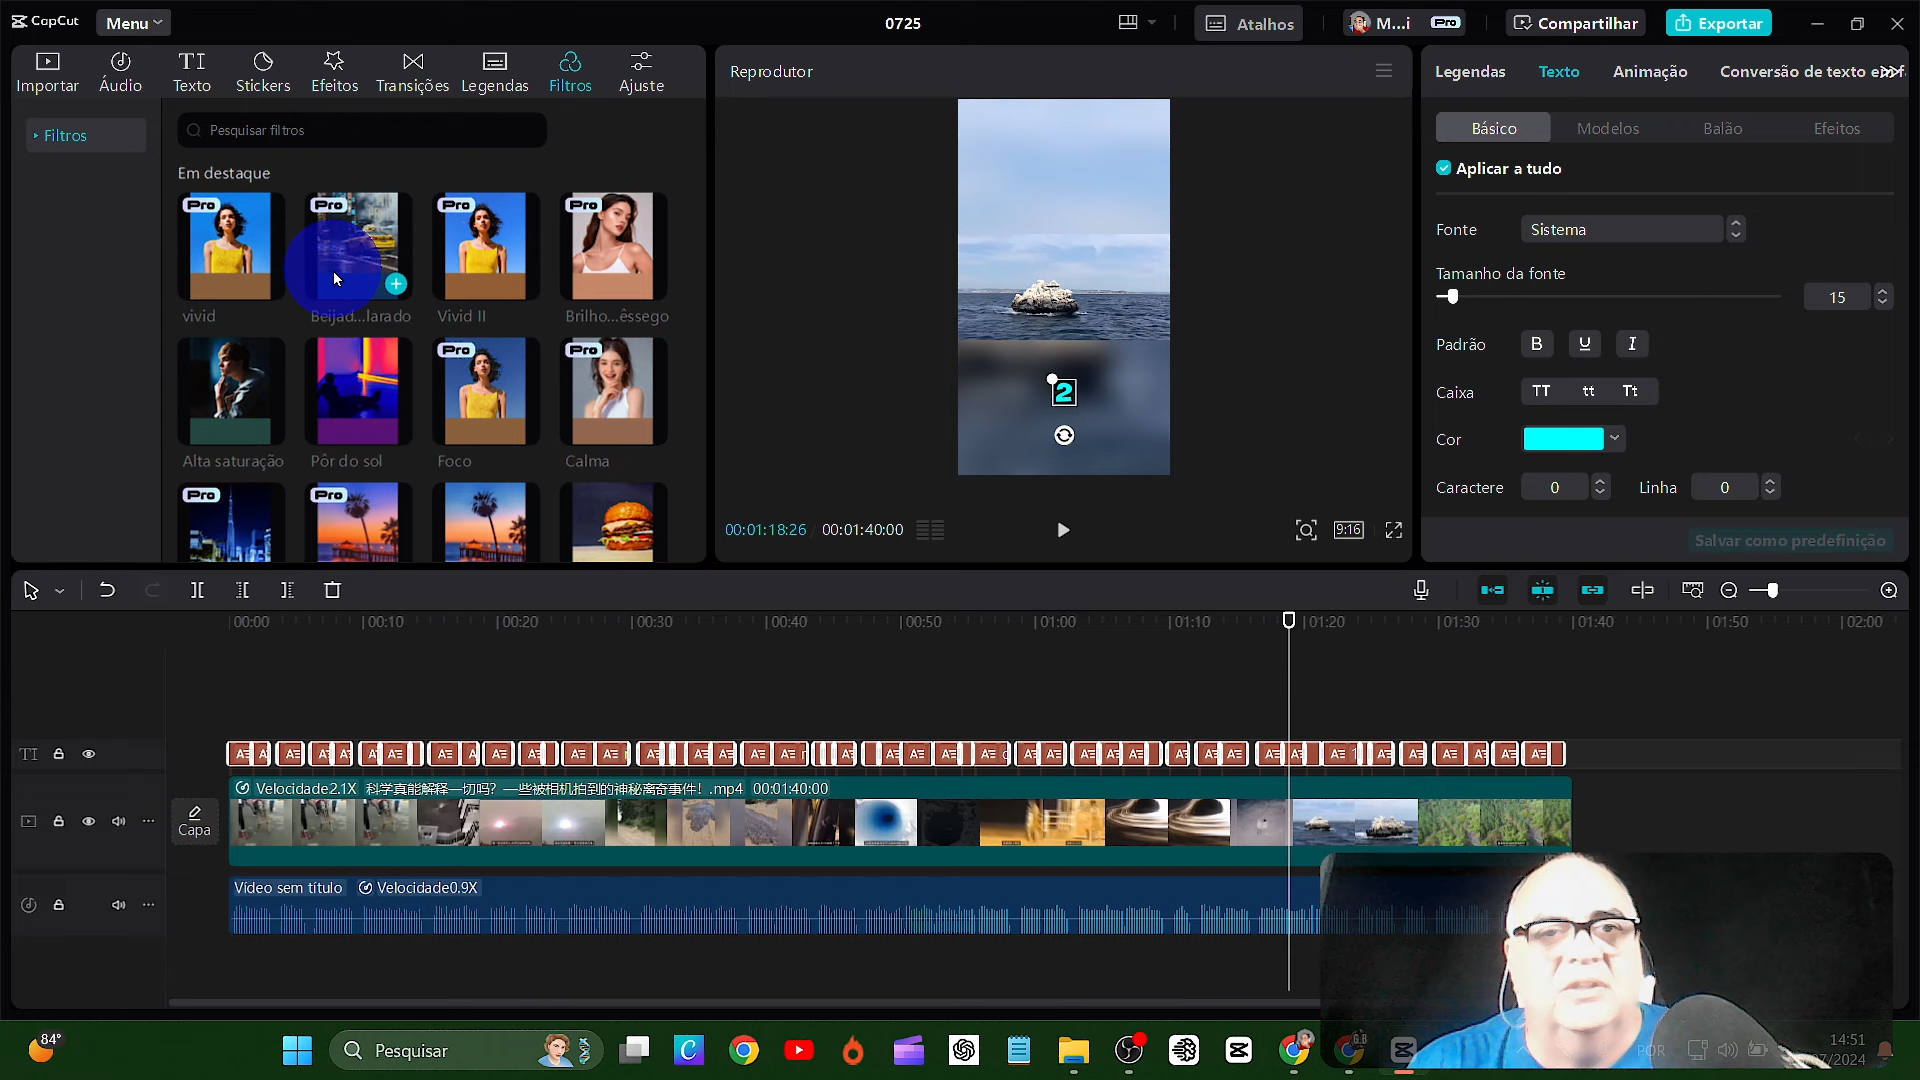 CapCut
Menu
0725
Atalhos
M...i
Pro
Compartilhar
Exportar
Importar
Áudio
Texto
Stickers
Efeitos
Transições
Legendas
Filtros
Ajuste
Filtros
Pesquisar filtros
Em destaque
Pro
Pro
Pro
Pro
vivid
Beijad...larado
Vivid II
Brilho...êssego
Pro
Pro
Alta saturação
Pôr do sol
Foco
Calma
Pro
Pro
Reprodutor
2
00:01:18:26
00:01:40:00
9:16
Legendas
Texto
Animação
Conversão de texto em f
Básico
Modelos
Balão
Efeitos
Aplicar a tudo
Fonte
Sistema
Tamanho da fonte
15
Padrão
B
U
I
Caixa
TT
tt
Tt
Cor
Caractere
0
Linha
0
Salvar como predefinição
00:00
00:10
00:20
00:30
00:40
00:50
01:00
01:10
01:20
01:30
01:40
01:50
02:00
Capa
Velocidade2.1X 科学真能解释一切吗? 一些被相机拍到的神秘离奇事件! .mp4 00:01:40:00
Vídeo sem título
Velocidade0.9X
84°
Pesquisar
G.B
POR
14:51
/07/2024